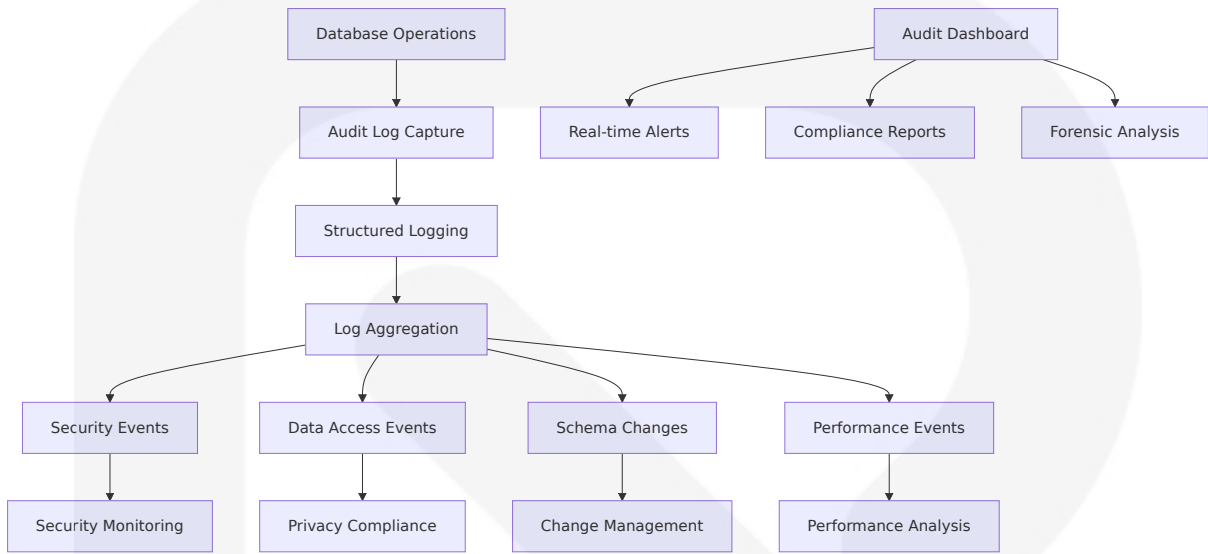 Database Operations
Audit Dashboard
Audit Log Capture
Real-time Alerts
Compliance Reports
Forensic Analysis
Structured Logging
Log Aggregation
Security Events
Data Access Events
Schema Changes
Performance Events
Security Monitoring
Privacy Compliance
Change Management
Performance Analysis